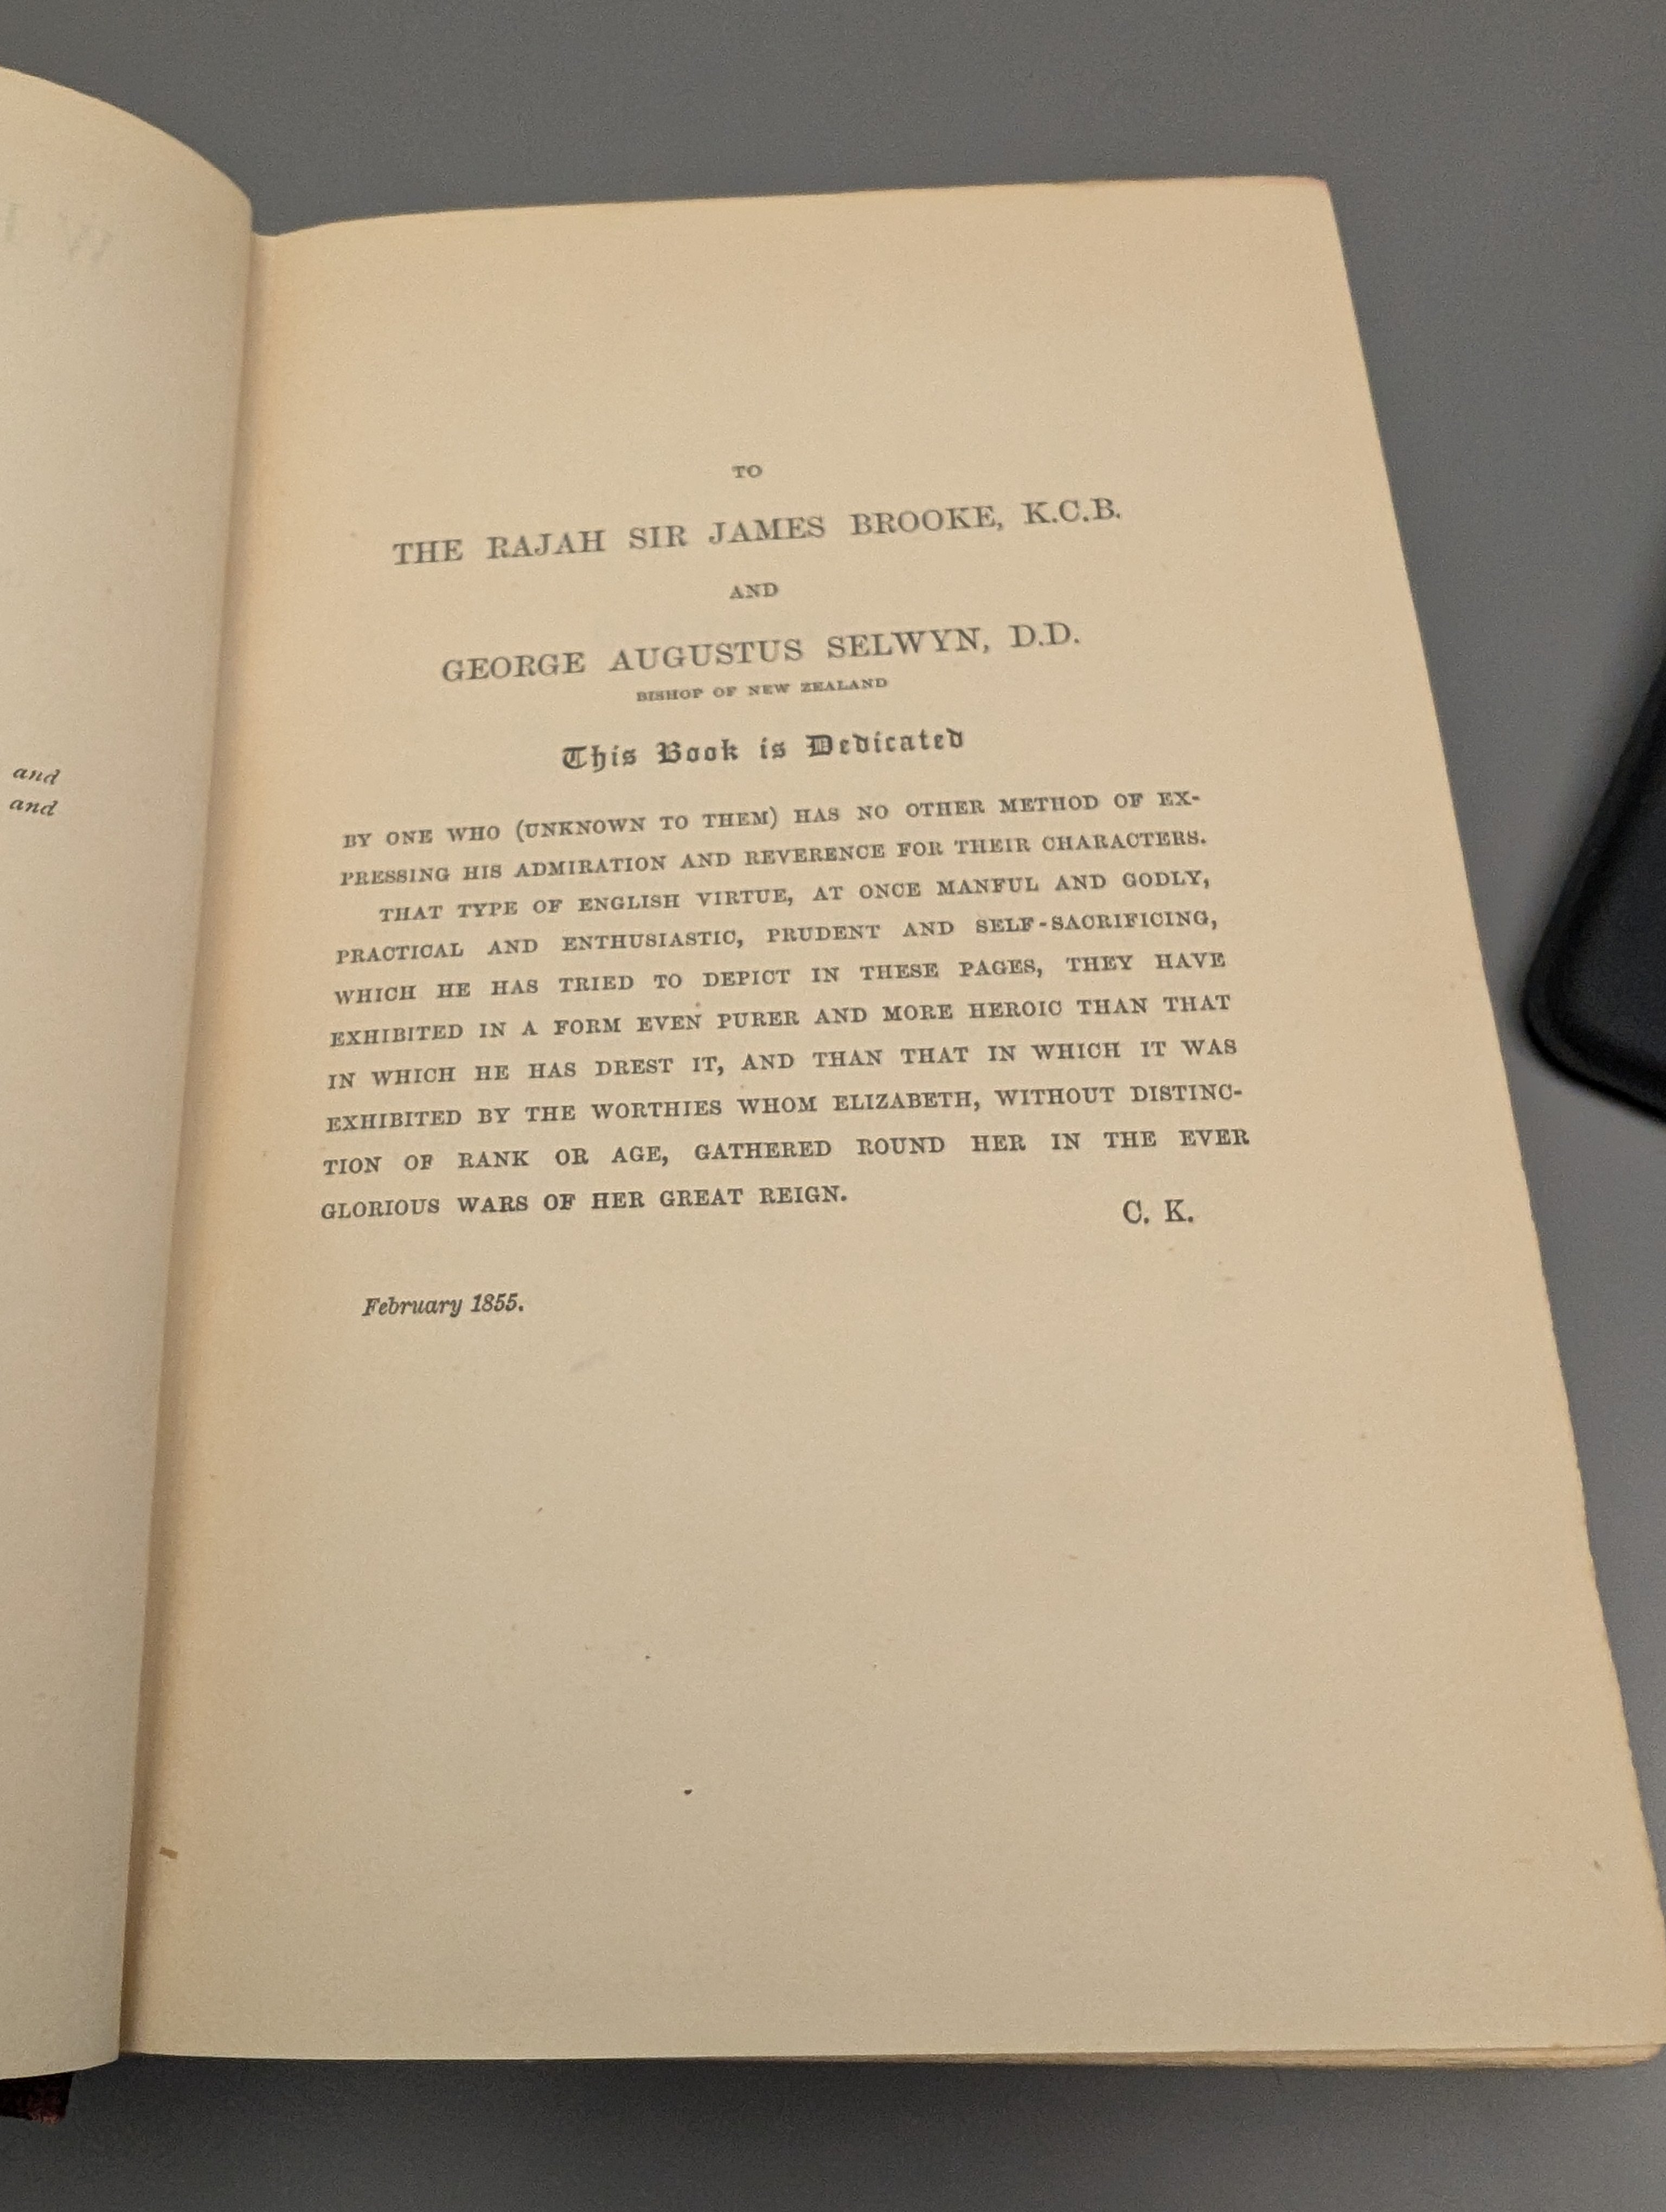 and
and
TO
THE RAJAH SIR JAMES BROOKE, K.C.B.
AND
GEORGE AUGUSTUS SELWYN, D.D.
BISHOP OF NEW ZEALAND
This Book is Dedicated
BY ONE WHO (UNKNOWN TO THEM) HAS NO OTHER METHOD OF EX-
PRESSING HIS ADMIRATION AND REVERENCE FOR THEIR CHARACTERS.
THAT TYPE OF ENGLISH VIRTUE, AT ONCE MANFUL AND GODLY,
PRACTICAL AND ENTHUSIASTIC, PRUDENT AND SELF-SACRIFICING,
WHICH HE HAS TRIED TO DEPICT IN THESE PAGES, THEY HAVE
EXHIBITED IN A FORM EVEN PURER AND MORE HEROIC THAN THAT
IN WHICH HE HAS DREST IT, AND THAN THAT IN WHICH IT WAS
EXHIBITED BY THE WORTHIES WHOM ELIZABETH, WITHOUT DISTINC-
TION OF RANK OR AGE, GATHERED ROUND HER IN THE EVER
GLORIOUS WARS OF HER GREAT REIGN.
C. K.
February 1855.